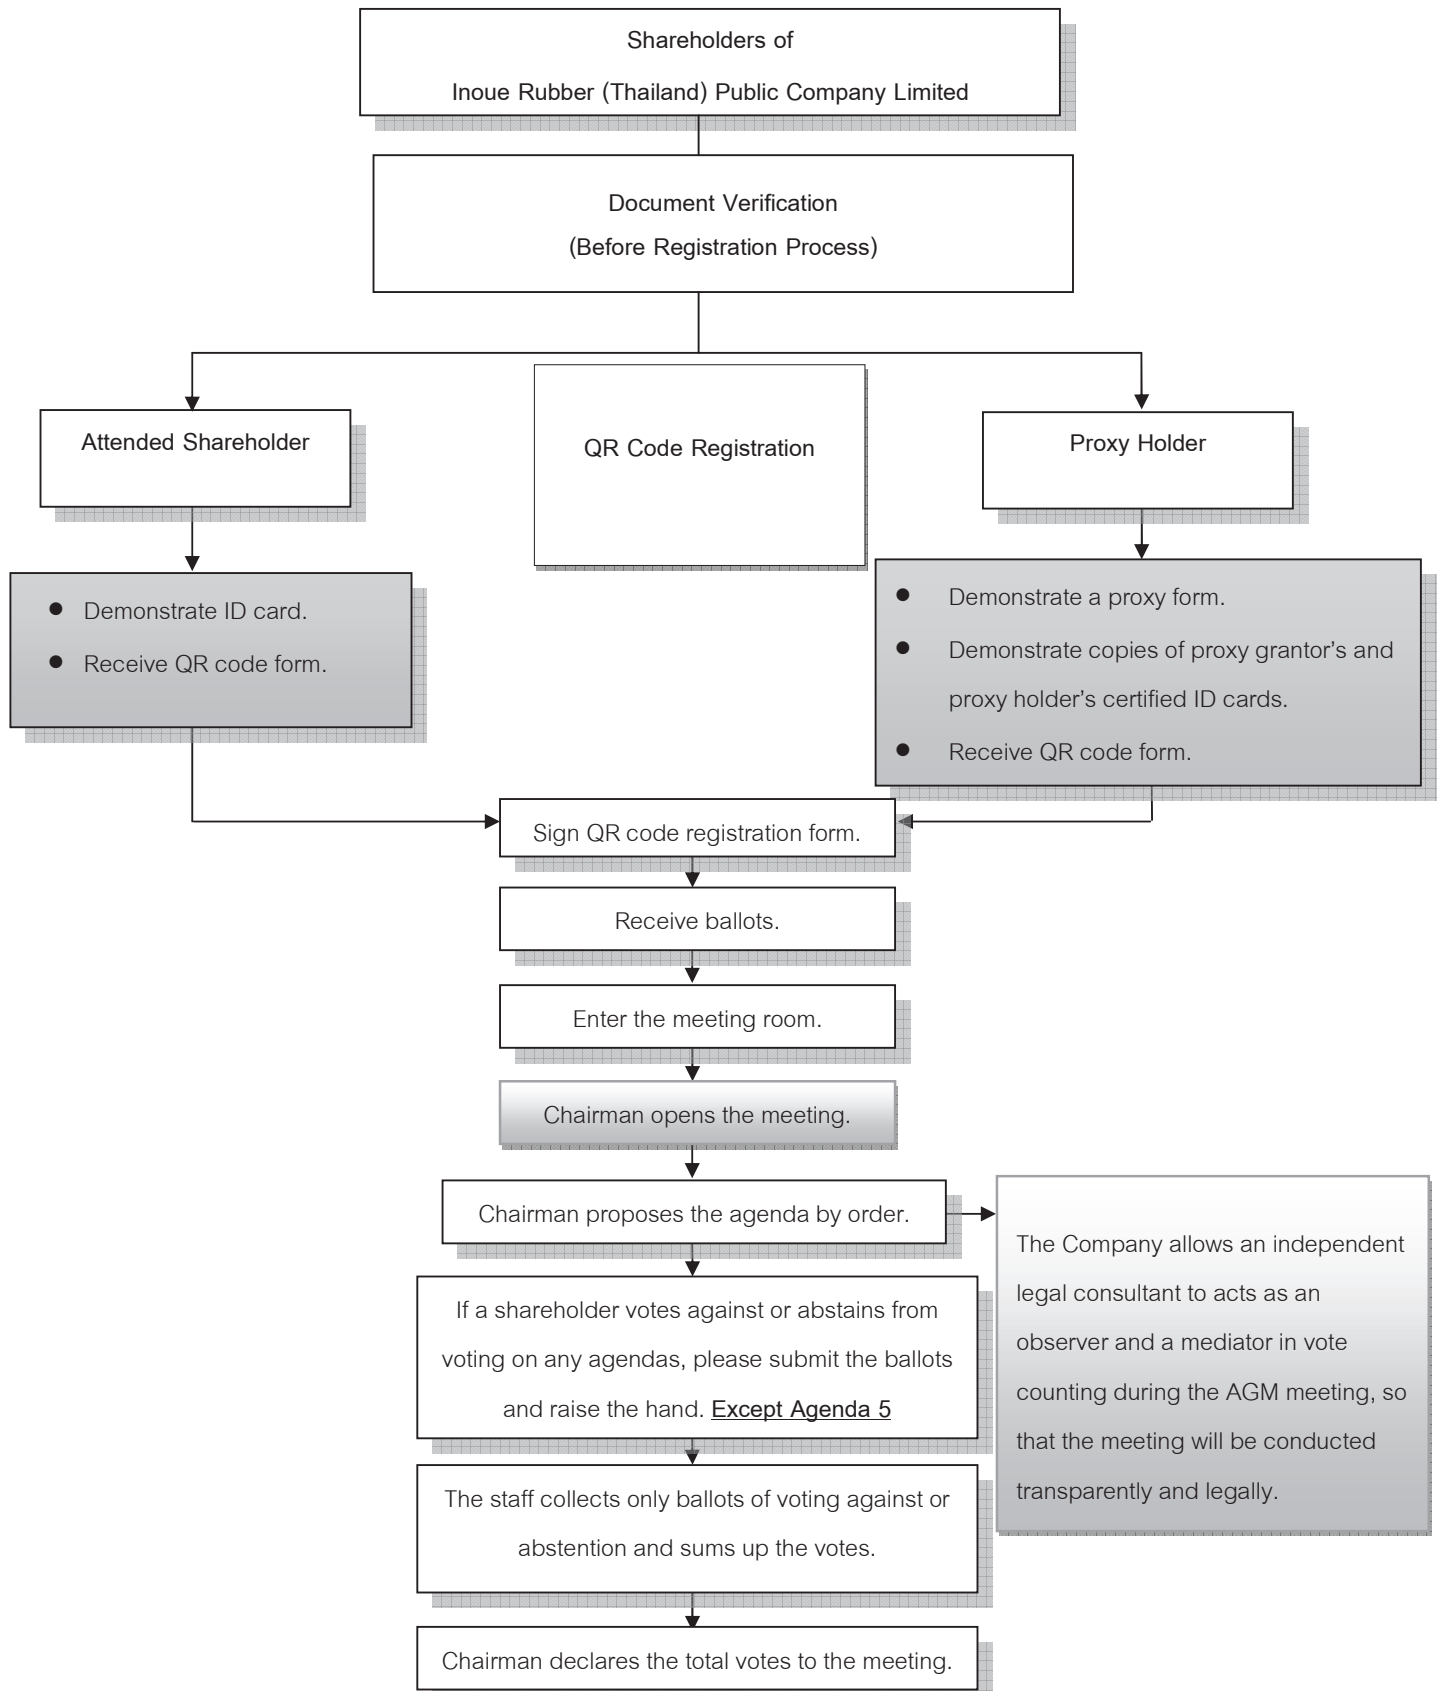 Shareholders of
Inoue Rubber (Thailand) Public Company Limited
Document Verification
(Before Registration Process)
Attended Shareholder
QR Code Registration
Proxy Holder
● Demonstrate ID card.
● Receive QR code form.
● Demonstrate a proxy form.
● Demonstrate copies of proxy grantor's and
proxy holder's certified ID cards.
● Receive QR code form.
Sign QR code registration form.
Receive ballots.
Enter the meeting room.
Chairman opens the meeting.
Chairman proposes the agenda by order.
The Company allows an independent
legal consultant to acts as an
observer and a mediator in vote
counting during the AGM meeting, so
that the meeting will be conducted
transparently and legally.
If a shareholder votes against or abstains from
voting on any agendas, please submit the ballots
and raise the hand. Except Agenda 5
The staff collects only ballots of voting against or
abstention and sums up the votes.
Chairman declares the total votes to the meeting.